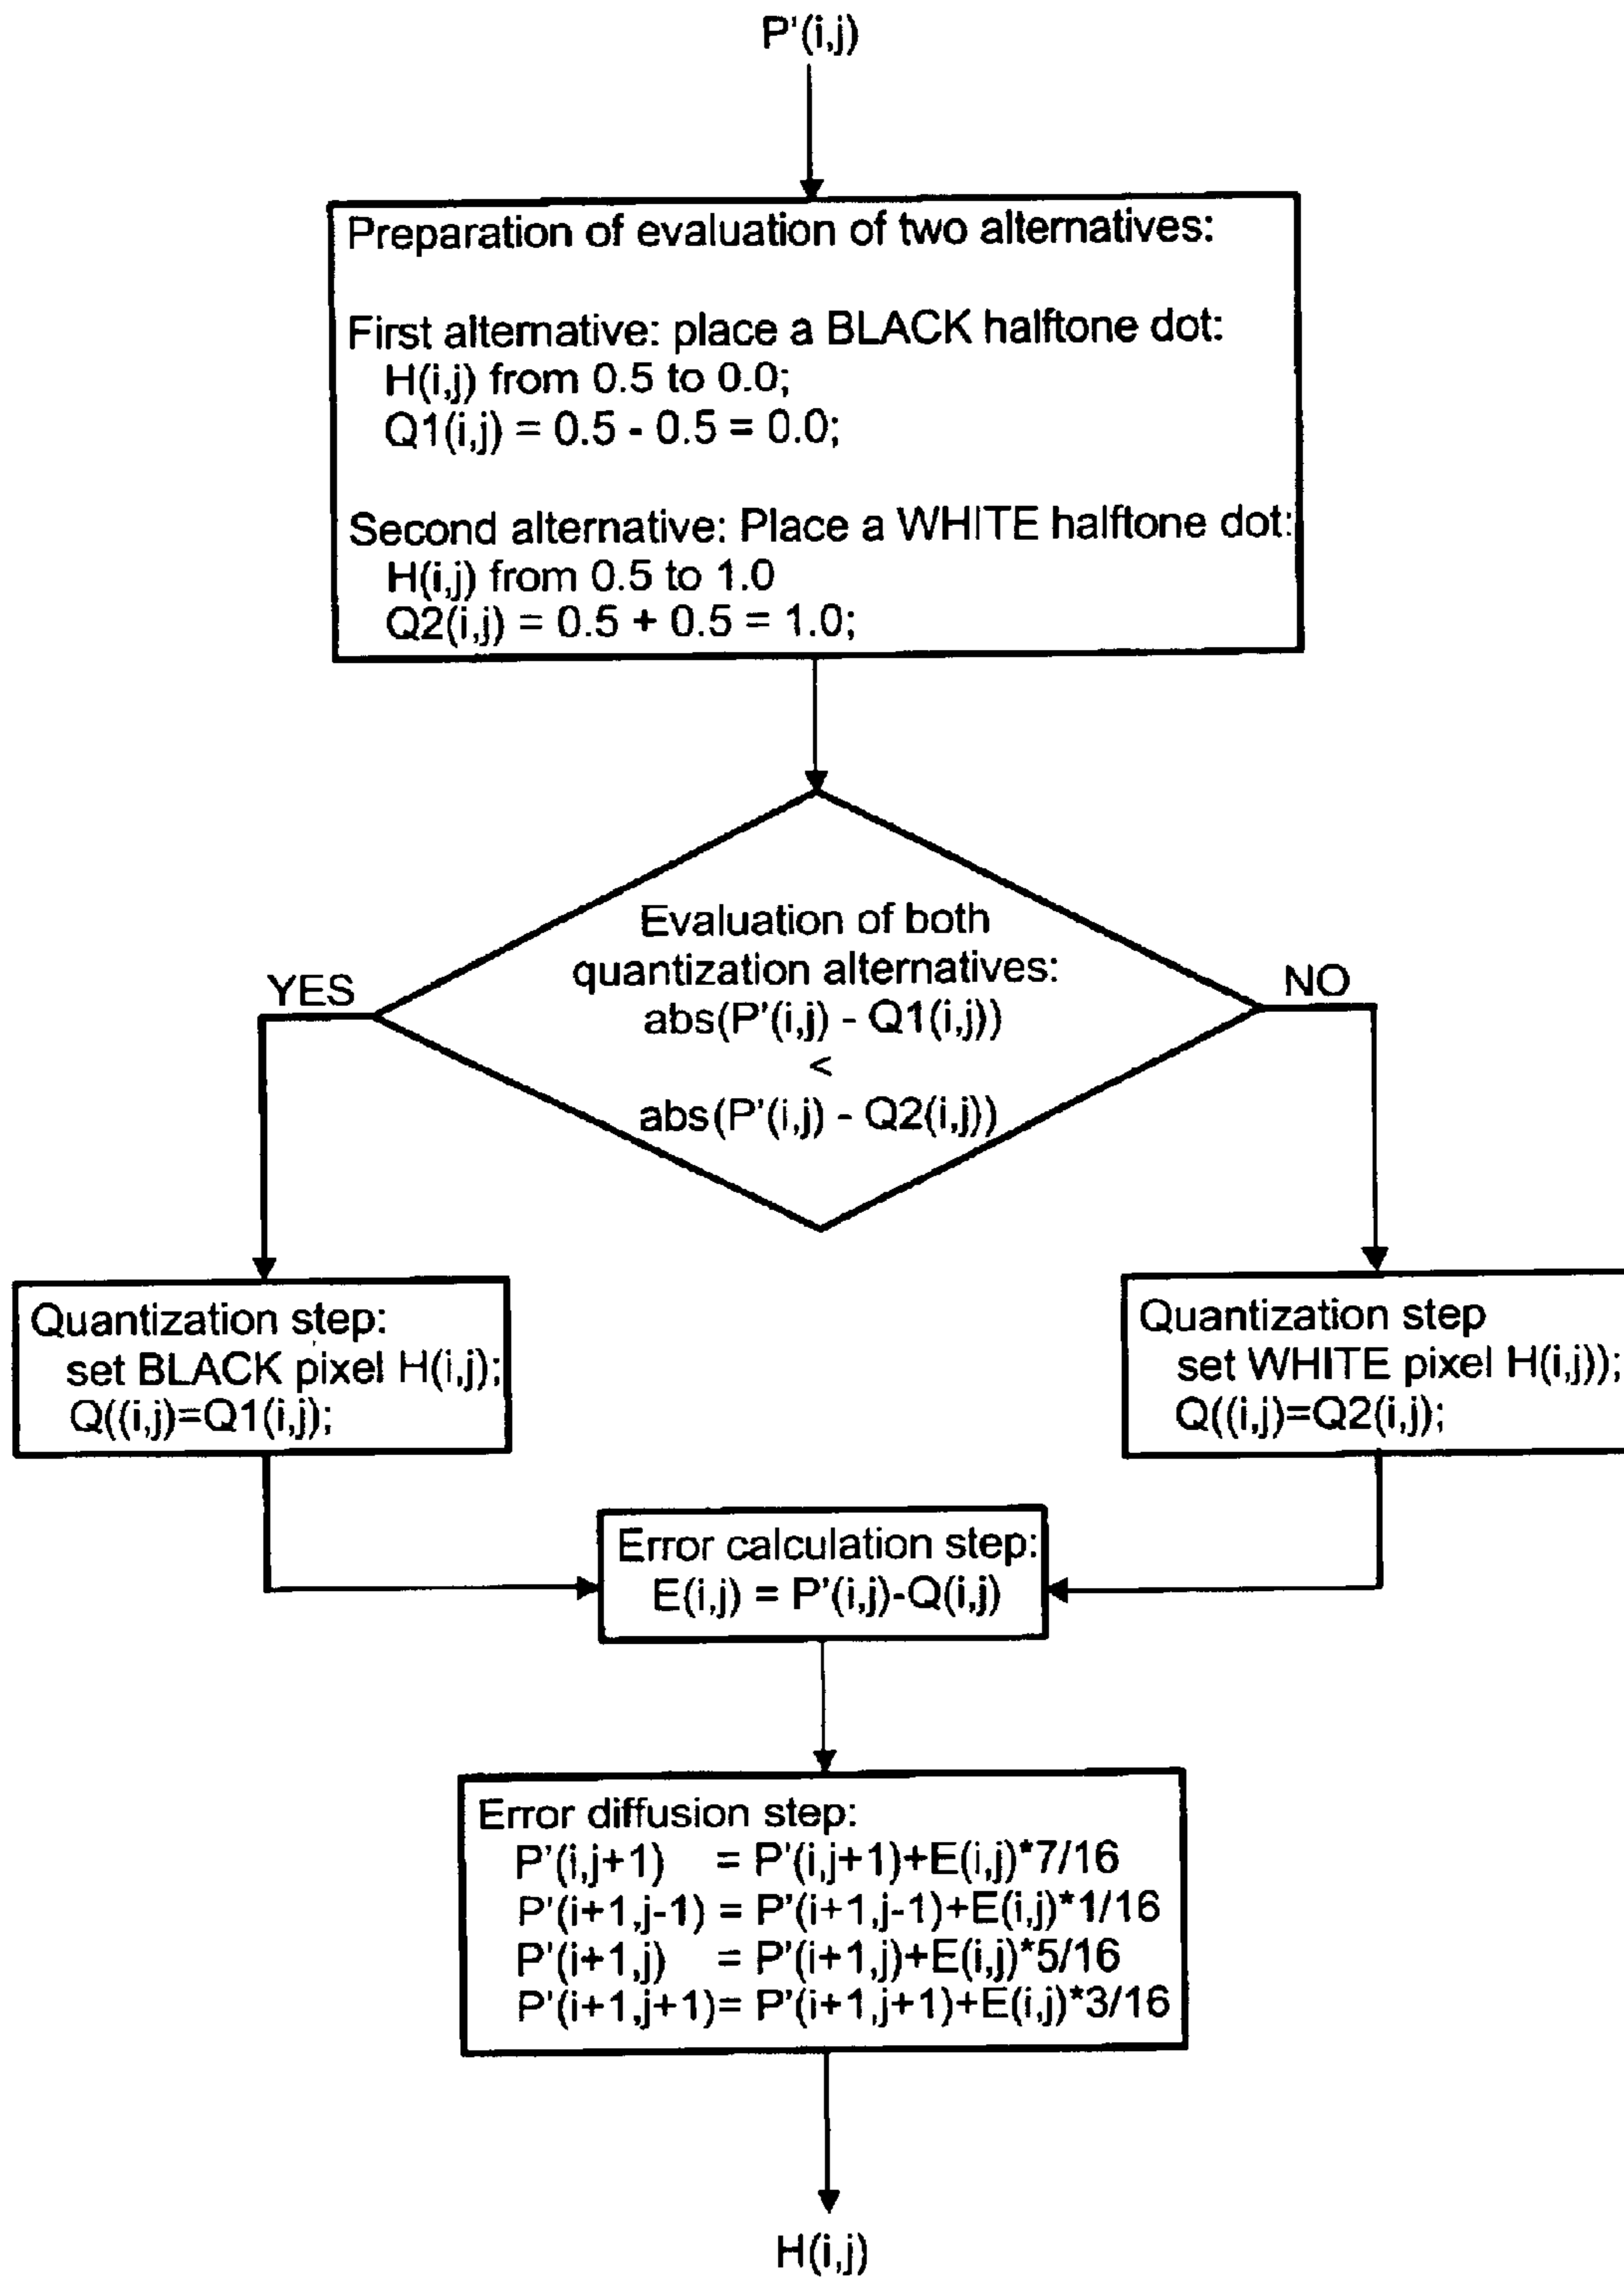 P'(i,j)
Preparation of evaluation of two alternatives:
First alternative: place a BLACK halftone dot:
H(i,j) from 0.5 to 0.0;
Q1(i,j) = 0.5 - 0.5 = 0.0;
Second alternative: Place a WHITE halftone dot:
H(i,j) from 0.5 to 1.0
Q2(i,j) = 0.5 + 0.5 = 1.0;
Evaluation of both
quantization alternatives:
abs(P'(i,j) - Q1(i,j))
<
abs(P'(i,j) - Q2(i,j))
YES
NO
Quantization step:
set BLACK pixel H(i,j);
Q((i,j)=Q1(i,j);
Quantization step
set WHITE pixel H(i,j));
Q((i,j)=Q2(i,j);
Error calculation step:
E(i,j) = P'(i,j)-Q(i,j)
Error diffusion step:
P'(i,j+1) = P'(i,j+1)+E(i,j)*7/16
P'(i+1,j-1) = P'(i+1,j-1)+E(i,j)*1/16
P'(i+1,j) = P'(i+1,j)+E(i,j)*5/16
P'(i+1,j+1)= P'(i+1,j+1)+E(i,j)*3/16
H(i,j)